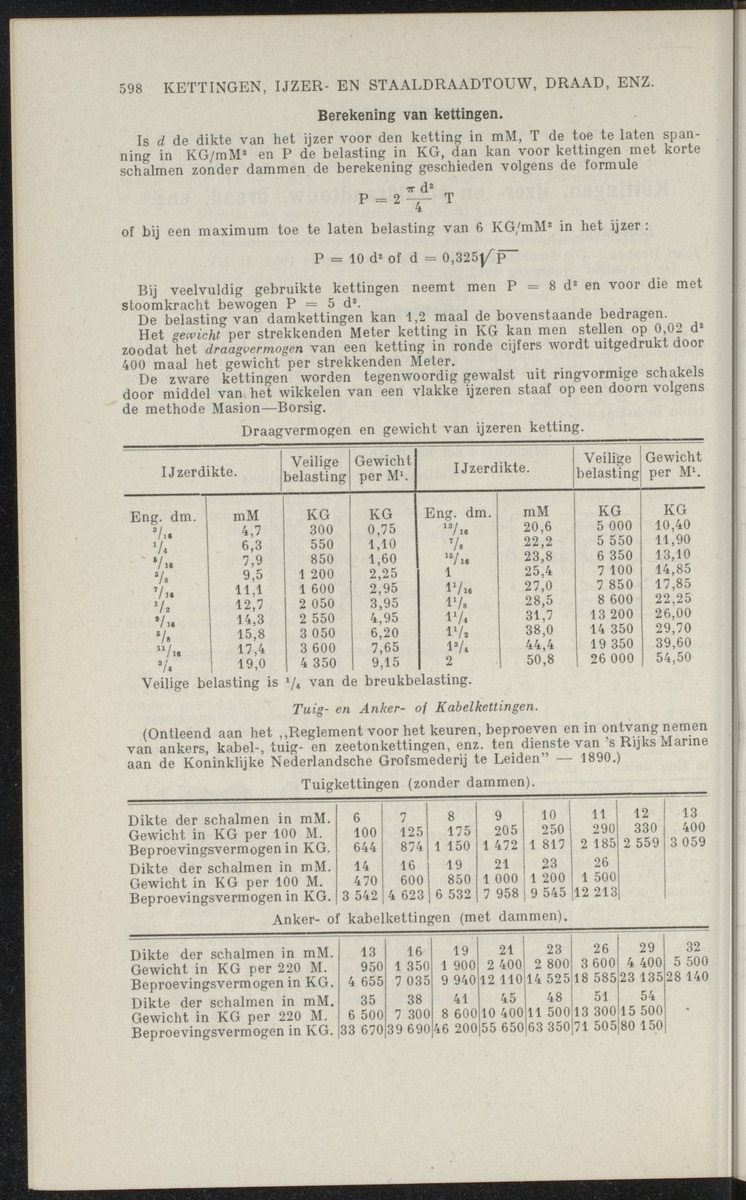 598 KETTINGEN, IJZER- EN STAALDRAADTOUW, DRAAD, ENZ.
Berekening van kettingen.
Is d de dikte van het ijzer voor den ketting in mM, T de toe te laten span-
ning in KG/mM² en P de belasting in KG, dan kan voor kettingen met korte
schalmen zonder dammen de berekening geschieden volgens de formule
P = 2 π d²/4 T
of bij een maximum toe te laten belasting van 6 KG/mM² in het ijzer:
P = 10 d² of d = 0,325√P
Bij veelvuldig gebruikte kettingen neemt men P = 8 d² en voor die met
stoomkracht bewogen P = 5 d².
De belasting van damkettingen kan 1,2 maal de bovenstaande bedragen.
Het gewicht per strekkenden Meter ketting in KG kan men stellen op 0,02 d²
zoodat het draagvermogen van een ketting in ronde cijfers wordt uitgedrukt door
400 maal het gewicht per strekkenden Meter.
De zware kettingen worden tegenwoordig gewalst uit ringvormige schakels
door middel van het wikkelen van een vlakke ijzeren staaf op een doorn volgens
de methode Masion—Borsig.
Draagvermogen en gewicht van ijzeren ketting.
IJzerdikte. Veilige belasting Gewicht per M¹. IJzerdikte. Veilige belasting Gewicht per M¹.
Eng. dm. mM KG KG Eng. dm. mM KG KG
³/₁₆ 4,7 300 0,75 ¹³/₁₆ 20,6 5 000 10,40
¹/₄ 6,3 550 1,10 ⁷/₈ 22,2 5 550 11,90
⁵/₁₆ 7,9 850 1,60 ¹⁵/₁₆ 23,8 6 350 13,10
³/₈ 9,5 1 200 2,25 1 25,4 7 100 14,85
⁷/₁₆ 11,1 1 600 2,95 1¹/₁₆ 27,0 7 850 17,85
¹/₂ 12,7 2 050 3,95 1¹/₈ 28,5 8 600 22,25
⁹/₁₆ 14,3 2 550 4,95 1¹/₄ 31,7 13 200 26,00
⁵/₈ 15,8 3 050 6,20 1¹/₂ 38,0 14 350 29,70
¹¹/₁₆ 17,4 3 600 7,65 1³/₄ 44,4 19 350 39,60
³/₄ 19,0 4 350 9,15 2 50,8 26 000 54,50
Veilige belasting is ¹/₄ van de breukbelasting.
Tuig- en Anker- of Kabelkettingen.
(Ontleend aan het „Reglement voor het keuren, beproeven en in ontvang nemen
van ankers, kabel-, tuig- en zeetonkettingen, enz. ten dienste van 's Rijks Marine
aan de Koninklijke Nederlandsche Grofsmederij te Leiden" — 1890.)
Tuigkettingen (zonder dammen).
Dikte der schalmen in mM. 6 7 8 9 10 11 12 13
Gewicht in KG per 100 M. 100 125 175 205 250 290 330 400
Beproevingsvermogen in KG. 644 874 1 150 1 472 1 817 2 185 2 559 3 059
Dikte der schalmen in mM. 14 16 19 21 23 26
Gewicht in KG per 100 M. 470 600 850 1 000 1 200 1 500
Beproevingsvermogen in KG. 3 542 4 623 6 532 7 958 9 545 12 213
Anker- of kabelkettingen (met dammen).
Dikte der schalmen in mM. 13 16 19 21 23 26 29 32
Gewicht in KG per 220 M. 950 1 350 1 900 2 400 2 800 3 600 4 400 5 500
Beproevingsvermogen in KG. 4 655 7 035 9 940 12 110 14 525 18 585 23 135 28 140
Dikte der schalmen in mM. 35 38 41 45 48 51 54
Gewicht in KG per 220 M. 6 500 7 300 8 600 10 400 11 500 13 300 15 500
Beproevingsvermogen in KG. 33 670 39 690 46 200 55 650 63 350 71 505 80 150